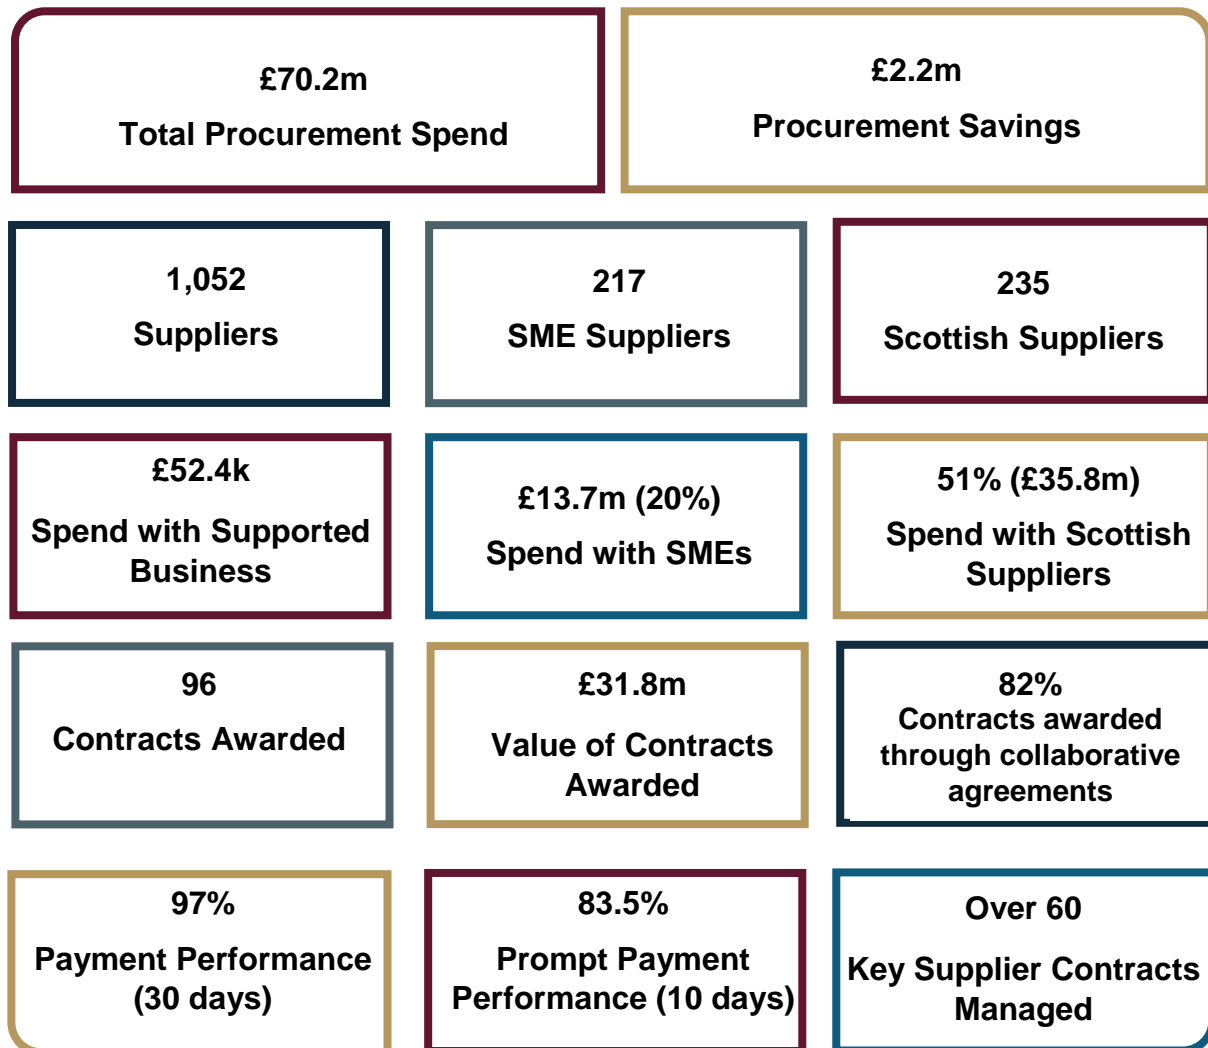 £70.2m
Total Procurement Spend
£2.2m
Procurement Savings
1,052
Suppliers
217
SME Suppliers
235
Scottish Suppliers
£52.4k
Spend with Supported
Business
£13.7m (20%)
Spend with SMEs
51% (£35.8m)
Spend with Scottish
Suppliers
96
Contracts Awarded
£31.8m
Value of Contracts
Awarded
82%
Contracts awarded
through collaborative
agreements
97%
Payment Performance
(30 days)
83.5%
Prompt Payment
Performance (10 days)
Over 60
Key Supplier Contracts
Managed